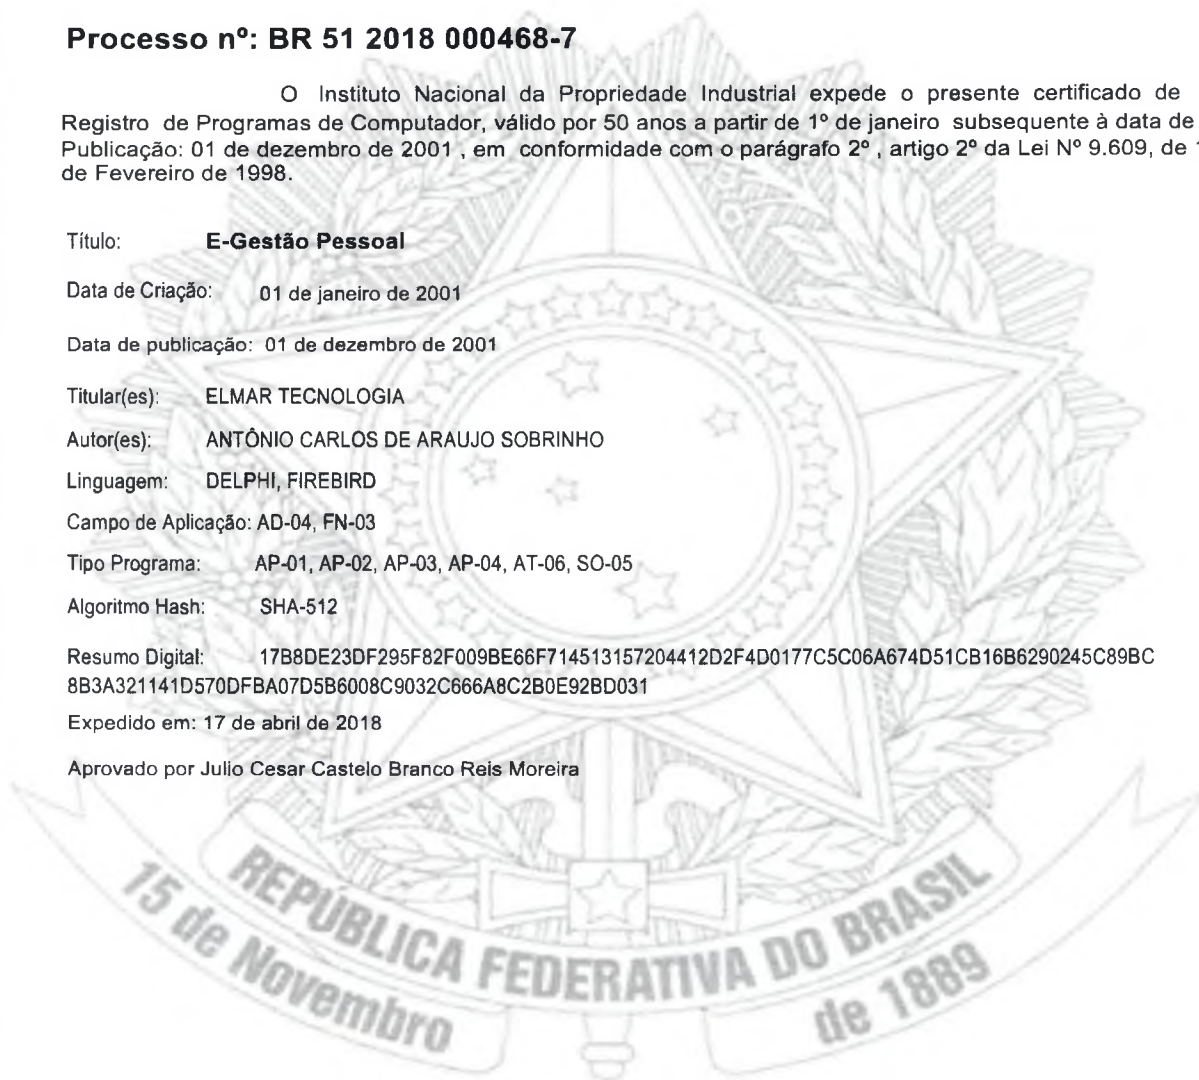 Processo nº: BR 51 2018 000468-7
O Instituto Nacional da Propriedade Industrial expede o presente certificado de
Registro de Programas de Computador, válido por 50 anos a partir de 1º de janeiro subsequente à data de
Publicação: 01 de dezembro de 2001 , em conformidade com o parágrafo 2º , artigo 2º da Lei Nº 9.609, de
de Fevereiro de 1998.
Título: E-Gestão Pessoal
Data de Criação: 01 de janeiro de 2001
Data de publicação: 01 de dezembro de 2001
Titular(es): ELMAR TECNOLOGIA
Autor(es): ANTÔNIO CARLOS DE ARAUJO SOBRINHO
Linguagem: DELPHI, FIREBIRD
Campo de Aplicação: AD-04, FN-03
Tipo Programa: AP-01, AP-02, AP-03, AP-04, AT-06, SO-05
Algoritmo Hash: SHA-512
Resumo Digital: 17B8DE23DF295F82F009BE66F714513157204412D2F4D0177C5C06A674D51CB16B6290245C89BC
8B3A321141D570DFBA07D5B6008C9032C666A8C2B0E92BD031
Expedido em: 17 de abril de 2018
Aprovado por Julio Cesar Castelo Branco Reis Moreira
REPUBLICA FEDERATIVA DO BRASIL
15 de Novembro de 1889